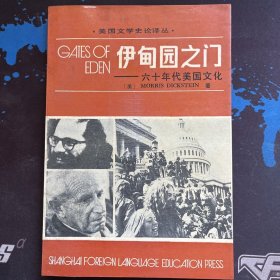 ·美国文学史论译丛·
GATES OF
EDEN
伊甸园之门
——六十年代美国文化
〔美〕MORRIS DICKSTEIN 著
SHANGHAI FOREIGN LANGUAGE EDUCATION PRESS